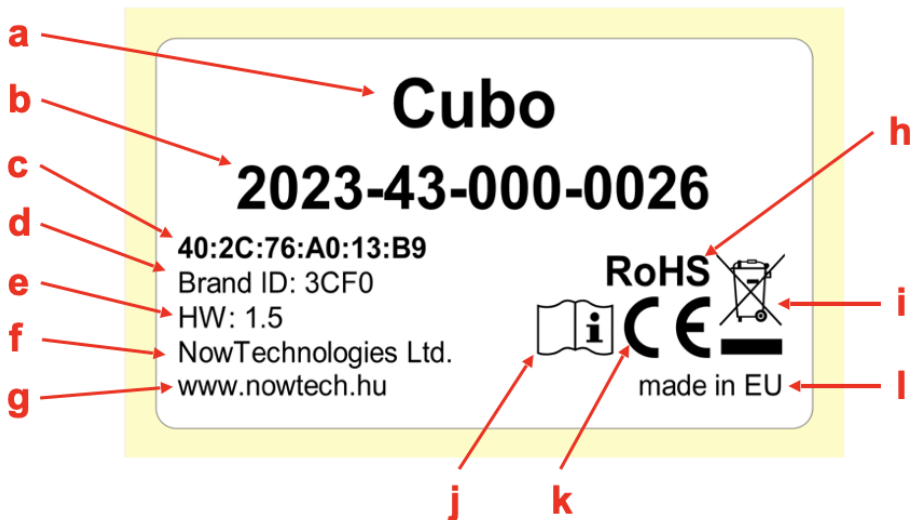 a
Cubo
b
2023-43-000-0026
h
c
40:2C:76:A0:13:B9
d
Brand ID: 3CF0
RoHS
e
HW: 1.5
i
i
CE
f
NowTechnologies Ltd.
g
www.nowtech.hu
made in EU
l
j
k